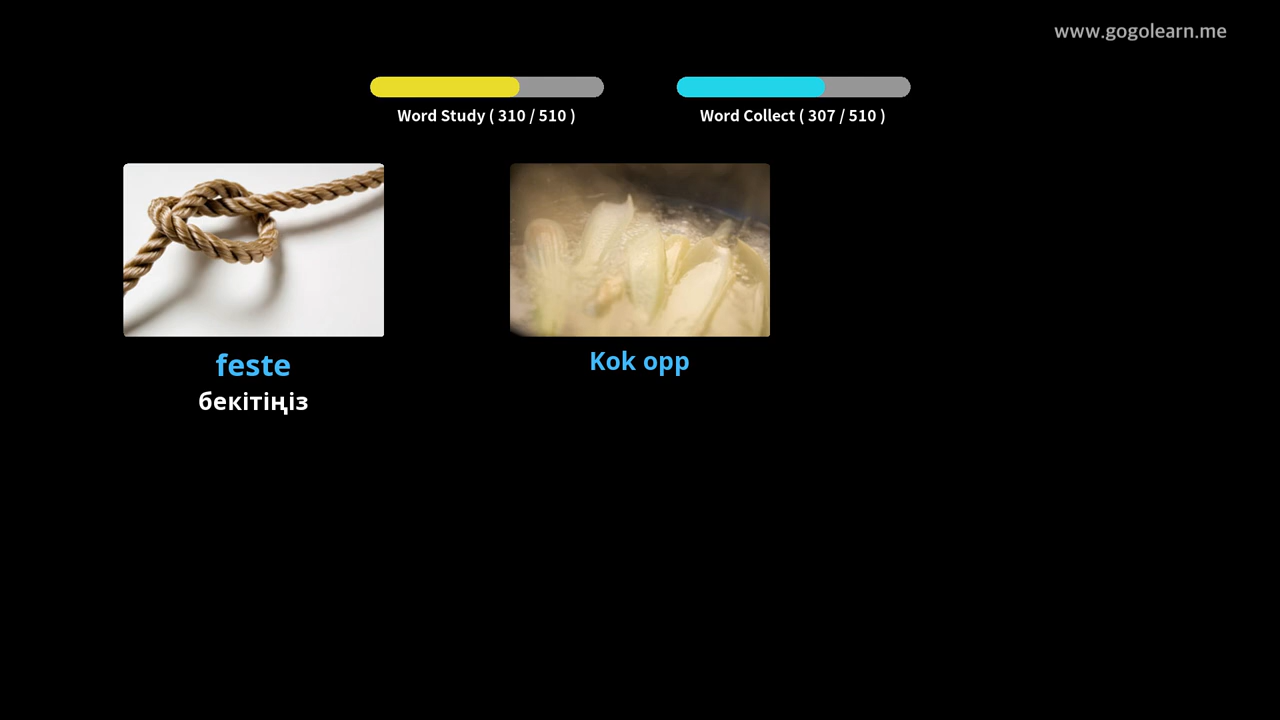 www.gogolearn.me
Word Study ( 310 / 510 )
Word Collect ( 307 / 510 )
feste
бекітіңіз
Kok opp